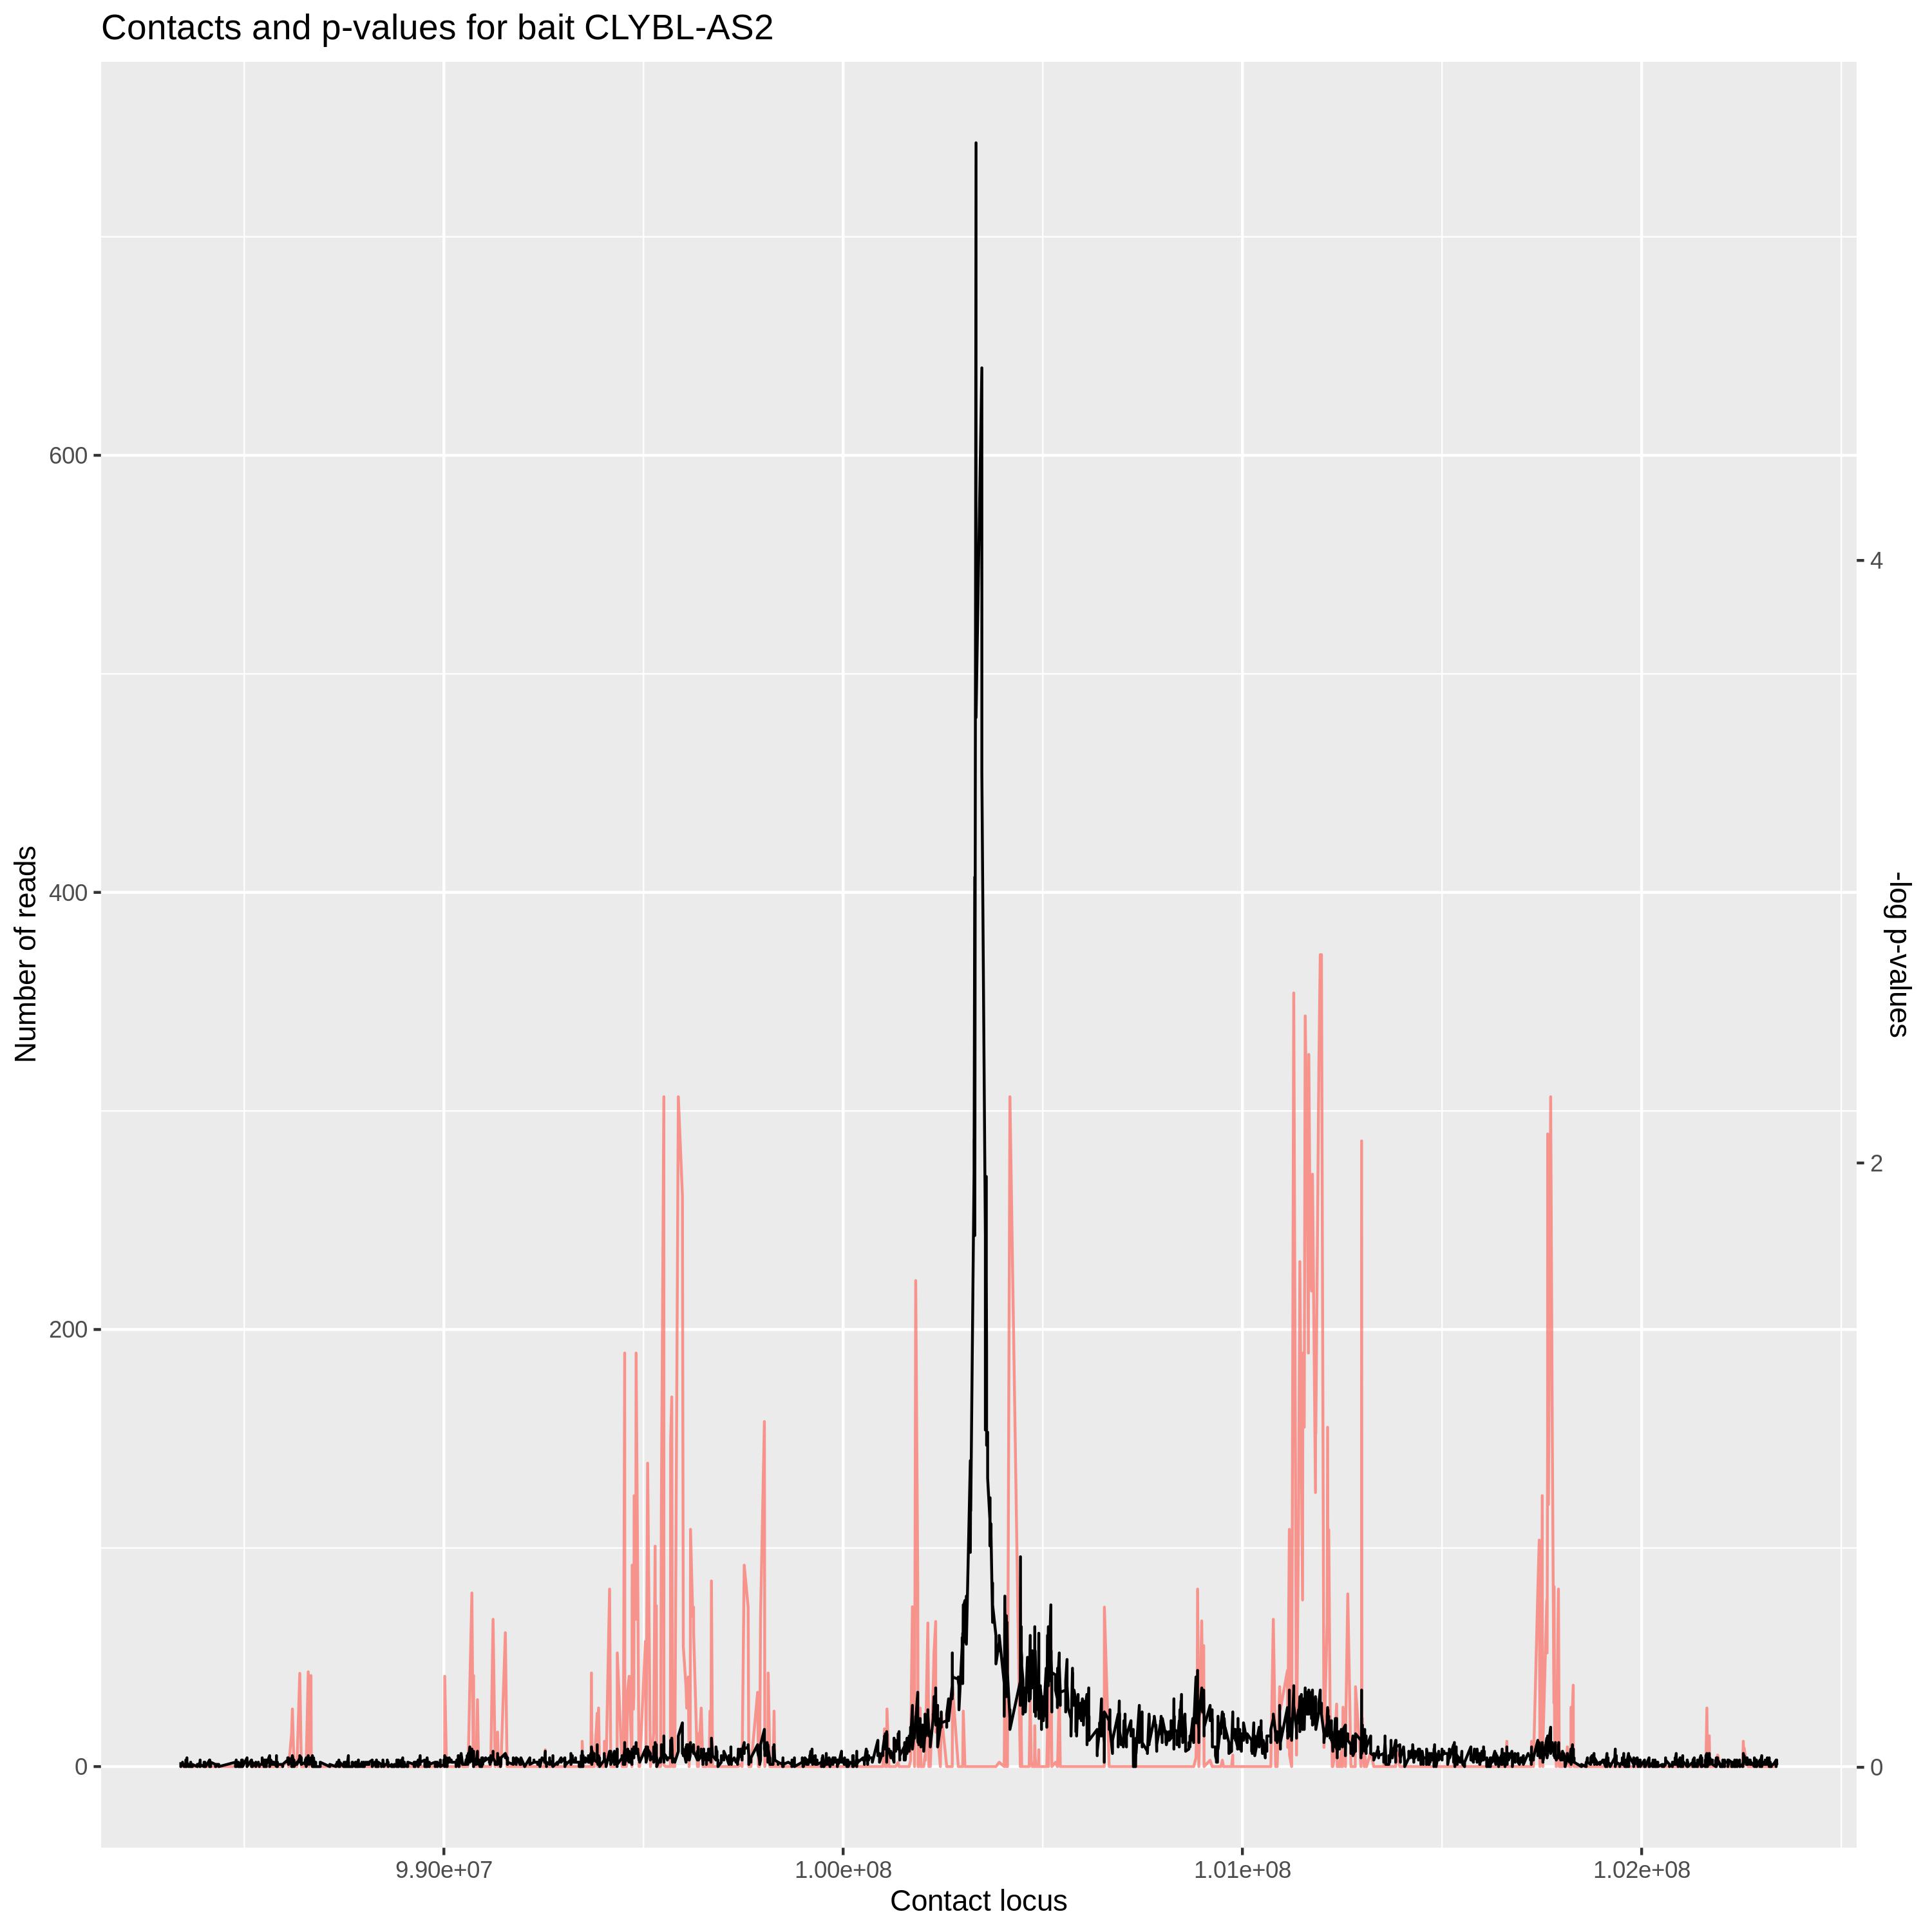 Contacts and p-values for bait CLYBL-AS2
Number of reads
600
400
200
0
4
2
0
-log p-values
9.90e+07
1.00e+08
1.01e+08
1.02e+08
Contact locus